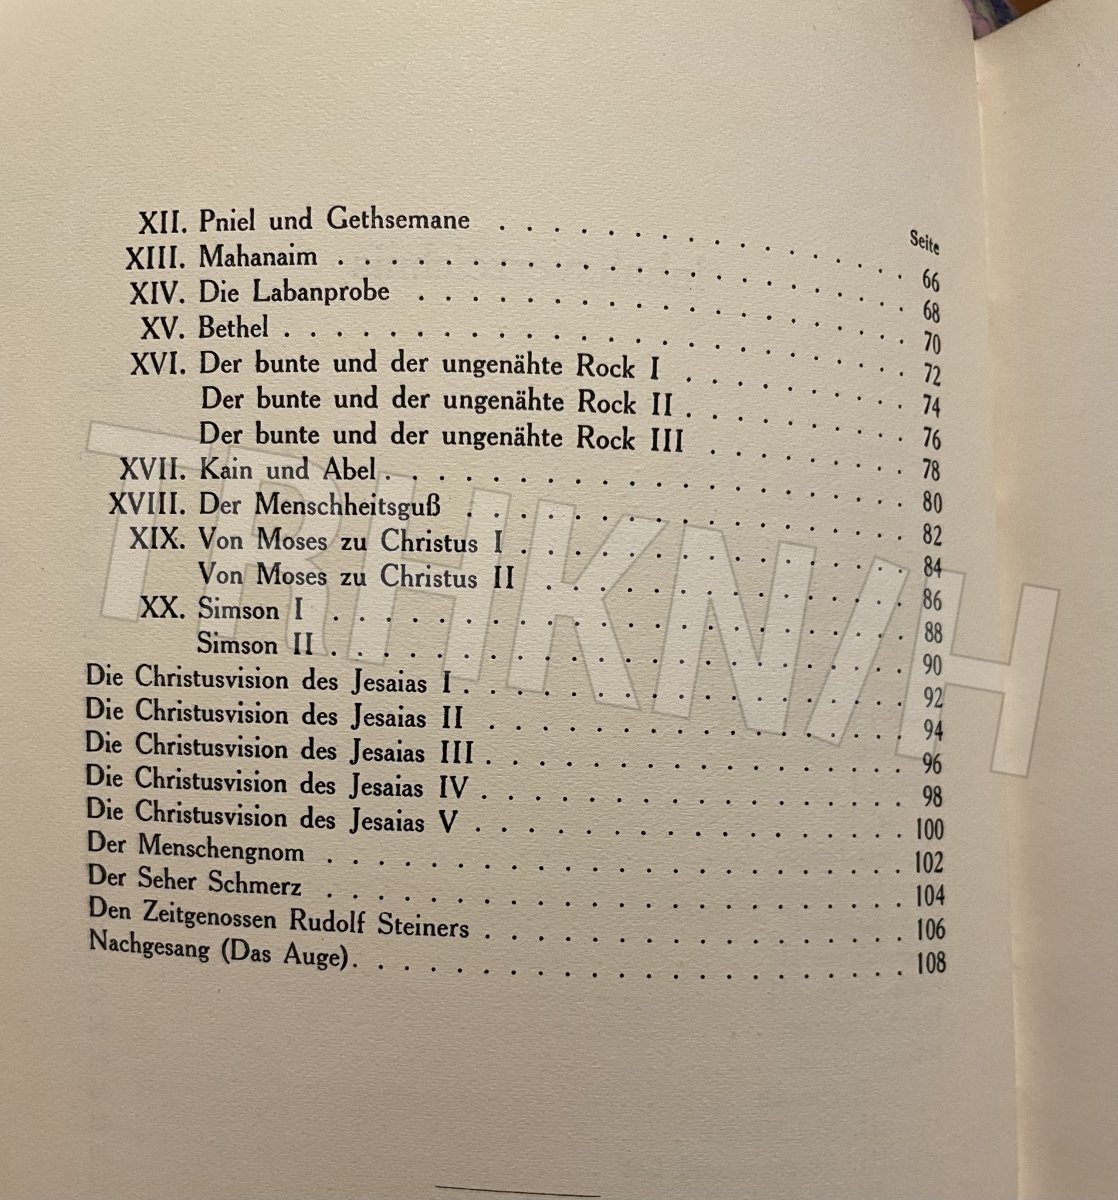 Seite
XII. Pniel und Gethsemane . . . . . . . . . . . . . . . . 66
XIII. Mahanaim . . . . . . . . . . . . . . . . . . . . . . 68
XIV. Die Labanprobe . . . . . . . . . . . . . . . . . . . 70
XV. Bethel . . . . . . . . . . . . . . . . . . . . . . . . 72
XVI. Der bunte und der ungenähte Rock I . . . . . . . . . 74
Der bunte und der ungenähte Rock II . . . . . . . . . 76
Der bunte und der ungenähte Rock III . . . . . . . . 78
XVII. Kain und Abel . . . . . . . . . . . . . . . . . . . . 80
XVIII. Der Menschheitsguß . . . . . . . . . . . . . . . . . 82
XIX. Von Moses zu Christus I . . . . . . . . . . . . . . . 84
Von Moses zu Christus II . . . . . . . . . . . . . . 86
XX. Simson I . . . . . . . . . . . . . . . . . . . . . . 88
Simson II . . . . . . . . . . . . . . . . . . . . . . 90
Die Christusvision des Jesaias I . . . . . . . . . . . . . . . . . 92
Die Christusvision des Jesaias II . . . . . . . . . . . . . . . . 94
Die Christusvision des Jesaias III . . . . . . . . . . . . . . . . 96
Die Christusvision des Jesaias IV . . . . . . . . . . . . . . . . 98
Die Christusvision des Jesaias V . . . . . . . . . . . . . . . . 100
Der Menschengnom . . . . . . . . . . . . . . . . . . . . . . 102
Der Seher Schmerz . . . . . . . . . . . . . . . . . . . . . . 104
Den Zeitgenossen Rudolf Steiners . . . . . . . . . . . . . . . . 106
Nachgesang (Das Auge) . . . . . . . . . . . . . . . . . . . . . 108
TRHKN/H